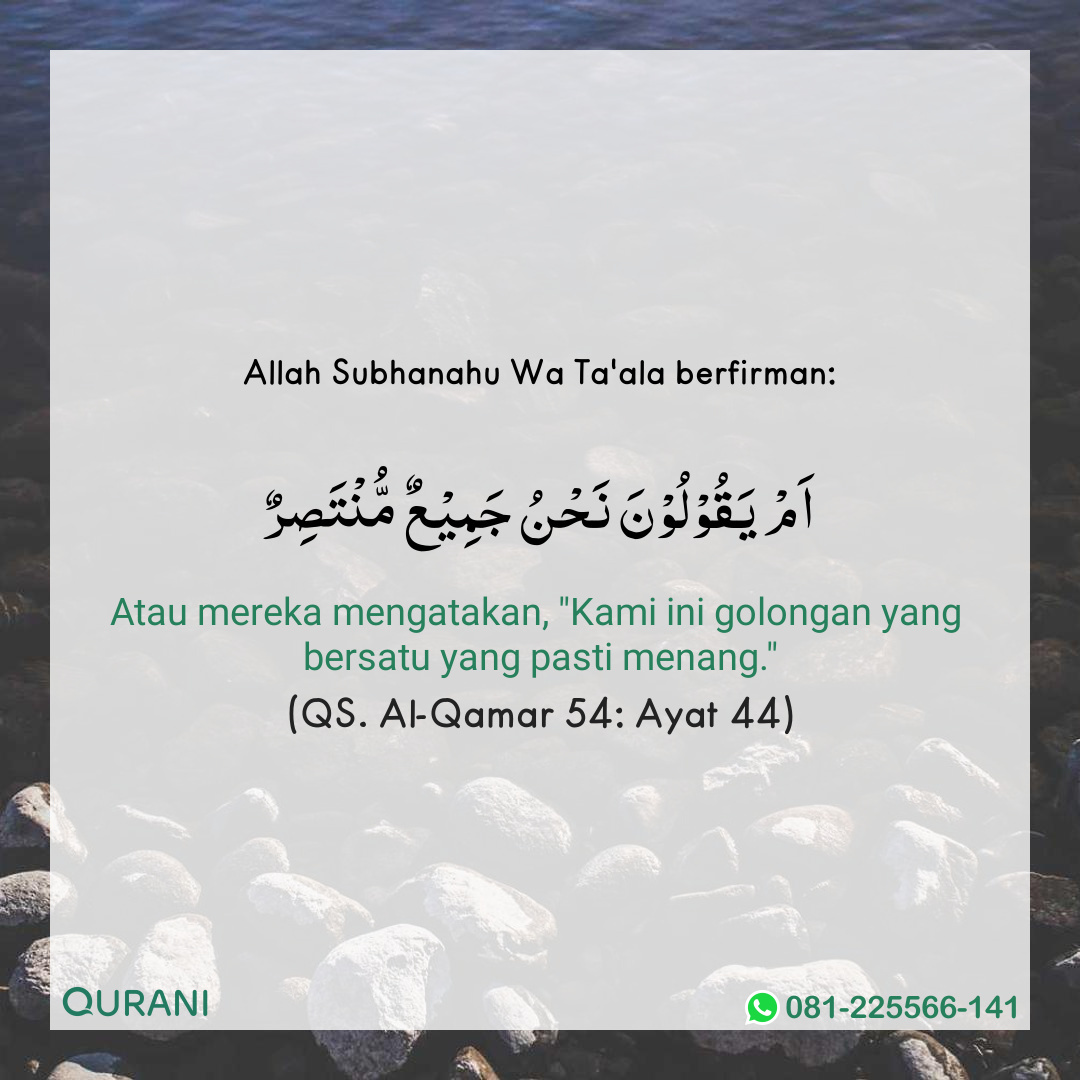 Allah Subhanahu Wa Ta'ala berfirman:
اَمْ يَقُوْلُوْنَ نَحْنُ جَمِيْعٌ مُّنْتَصِرٌ
Atau mereka mengatakan, "Kami ini golongan yang
bersatu yang pasti menang."
(QS. Al-Qamar 54: Ayat 44)
QURANI
081-225566-141